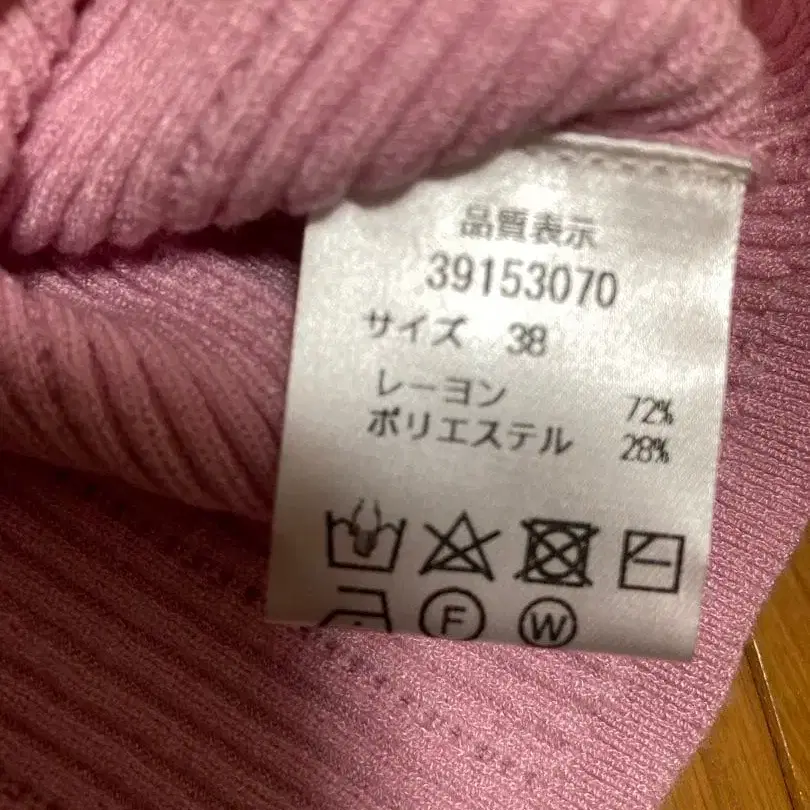 品質表示
39153070
サイズ 38
レーヨン 72%
ポリエステル 28%
F W